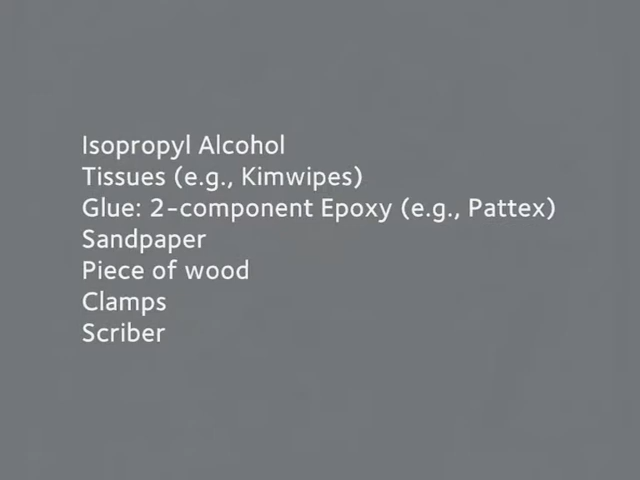 Isopropyl Alcohol
Tissues (e.g., Kimwipes)
Glue: 2-component Epoxy (e.g., Pattex)
Sandpaper
Piece of wood
Clamps
Scriber